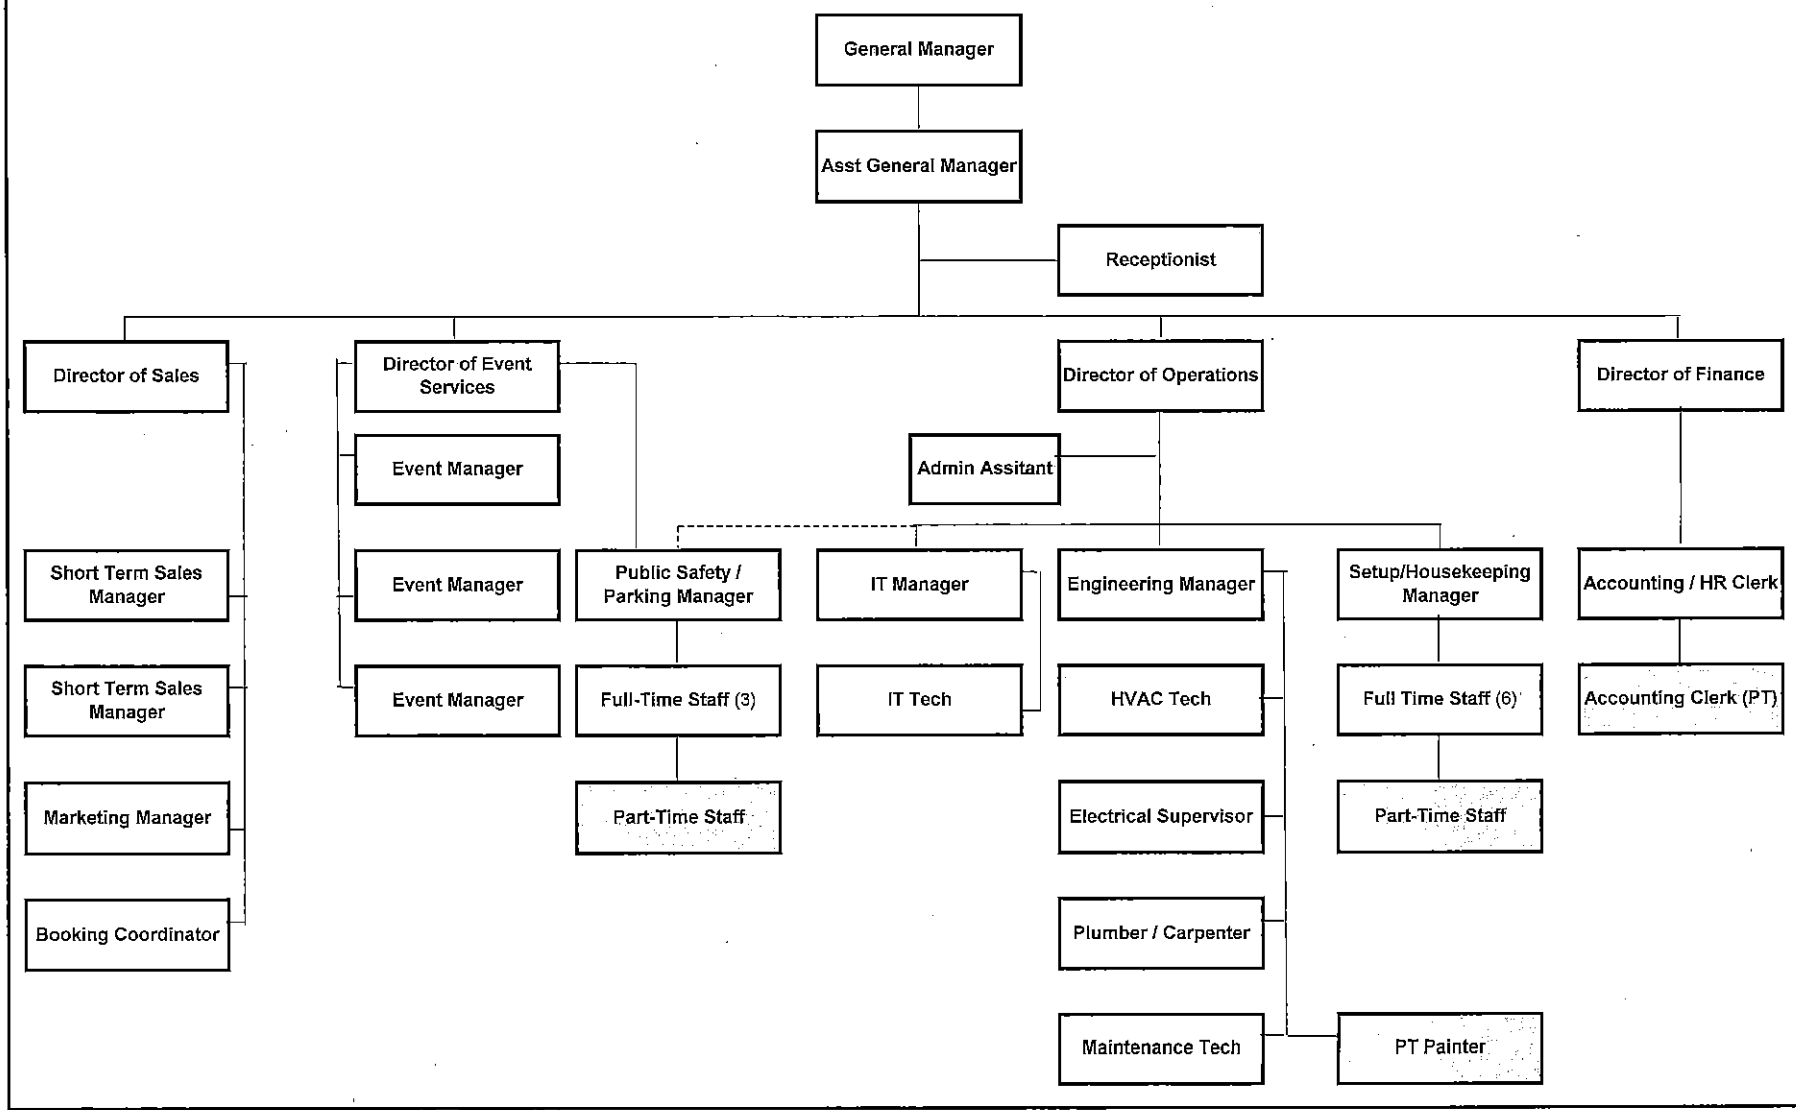 General Manager
Asst General Manager
Receptionist
Director of Sales
Director of Event
Services
Director of Operations
Director of Finance
Event Manager
Admin Assitant
Short Term Sales
Manager
Event Manager
Public Safety /
Parking Manager
IT Manager
Engineering Manager
Setup/Housekeeping
Manager
Accounting / HR Clerk
Short Term Sales
Manager
Event Manager
Full-Time Staff (3)
IT Tech
HVAC Tech
Full Time Staff (6)
Accounting Clerk (PT)
Marketing Manager
Part-Time Staff
Electrical Supervisor
Part-Time Staff
Booking Coordinator
Plumber / Carpenter
Maintenance Tech
PT Painter